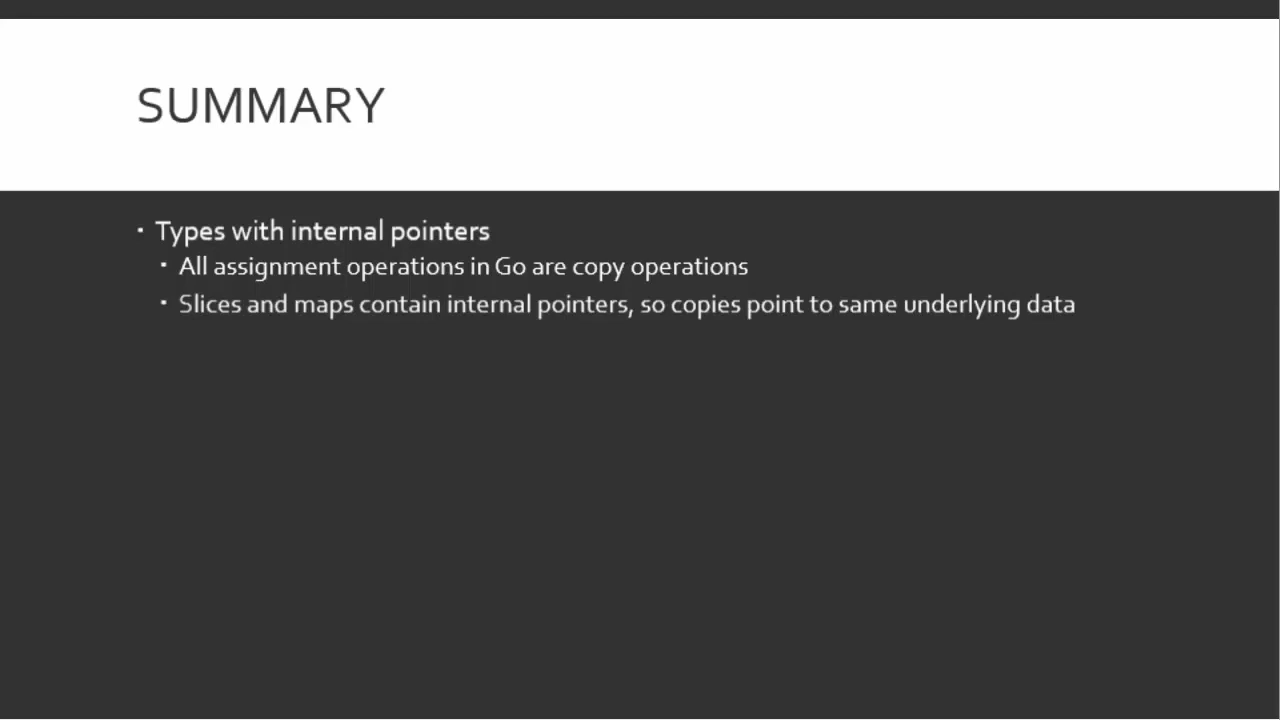 SUMMARY
▪ Types with internal pointers
▪ All assignment operations in Go are copy operations
▪ Slices and maps contain internal pointers, so copies point to same underlying data